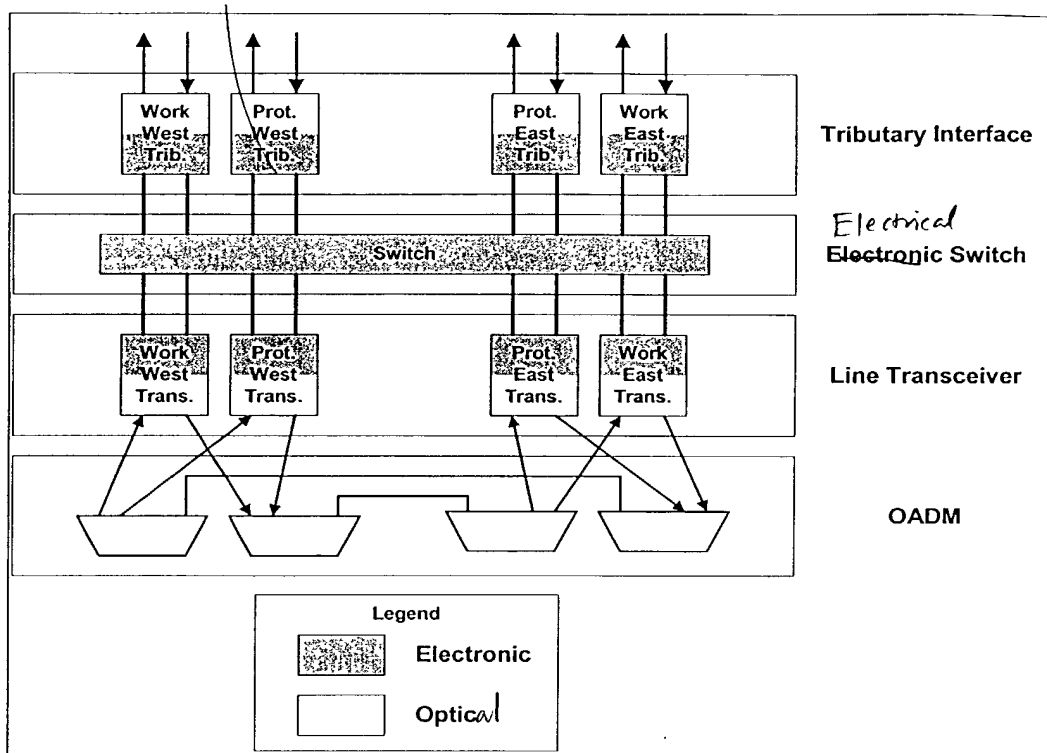 Work
West
Trib.
Prot.
West
Trib.
Prot.
East
Trib.
Work
East
Trib.
Tributary Interface
Switch
Electrical
Electronic Switch
Work
West
Trans.
Prot.
West
Trans.
Prot.
East
Trans.
Work
East
Trans.
Line Transceiver
OADM
Legend
Electronic
Optical